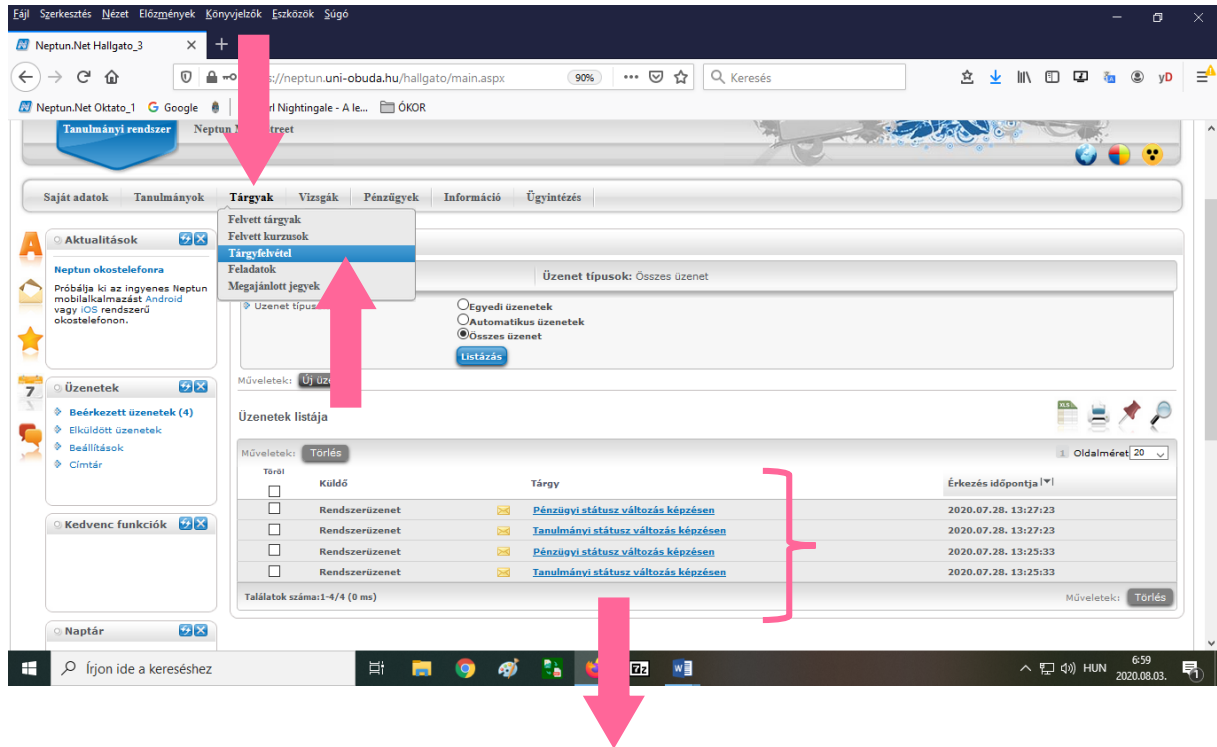 Fájl Szerkesztés Nézet Előzmények Könyvjelzők Eszközök Súgó
Neptun.Net Hallgato_3
neptun.uni-obuda.hu/hallgato/main.aspx 90% Keresés
Neptun.Net Oktato_1 Google Nightingale - A le... ÓKOR
Tanulmányi rendszer
Saját adatok Tanulmányok Tárgyak Vizsgák Pénzügyek Információ Ügyintézés
Felvett tárgyak
Felvett kurzusok
Tárgyfelvétel
Feladatok
Megajánlott jegyek
Aktualitások
Neptun okostelefonra
Próbálja ki az ingyenes Neptun
mobilalkalmazást Android
vagy iOS rendszerű
okostelefonon.
Üzenet típusok: Összes üzenet
Egyedi üzenetek
Automatikus üzenetek
Összes üzenet
Listázás
Műveletek: Új
Üzenetek
Beérkezett üzenetek (4)
Elküldött üzenetek
Beállítások
Címtár
Üzenetek listája
Műveletek: Törlés 1 Oldalméret 20
Töröl Küldő Tárgy Érkezés időpontja
Rendszerüzenet Pénzügyi státusz változás képzésen 2020.07.28. 13:27:23
Rendszerüzenet Tanulmányi státusz változás képzésen 2020.07.28. 13:27:23
Rendszerüzenet Pénzügyi státusz változás képzésen 2020.07.28. 13:25:33
Rendszerüzenet Tanulmányi státusz változás képzésen 2020.07.28. 13:25:33
Találatok száma:1-4/4 (0 ms) Műveletek: Törlés
Kedvenc funkciók
Naptár
Írjon ide a kereséshez
HUN 6:59
2020.08.03.